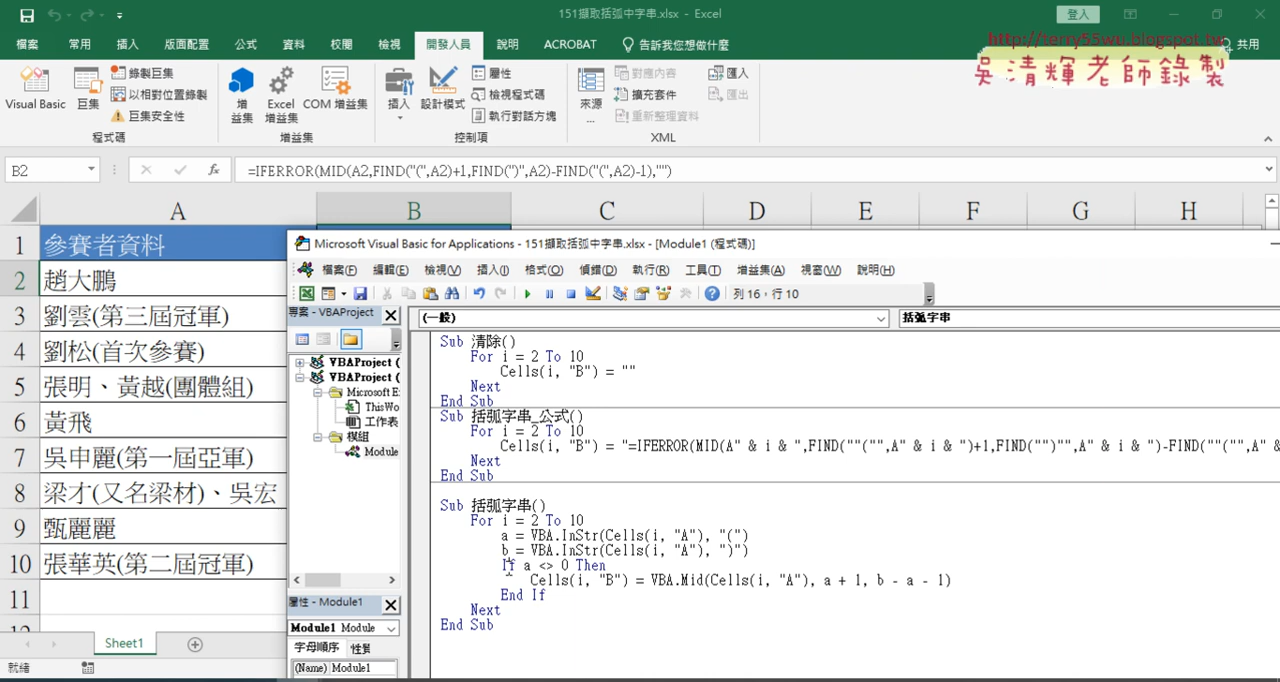 151擷取括弧中字串.xlsx - Excel
登入
檔案 常用 插入 版面配置 公式 資料 校閱 檢視 開發人員 說明 ACROBAT 告訴我您想做什麼 共用
http://terry55wu.blogspot.tw
吳清輝老師錄製
Visual Basic 巨集 錄製巨集 以相對位置錄製 巨集安全性
程式碼
增益集 Excel 增益集 COM 增益集
增益集
插入 設計模式 屬性 檢視程式碼 執行對話方塊
控制項
來源 ... 對應內容 擴充套件 重新整理資料 匯入 匯出
XML
B2 fx =IFERROR(MID(A2,FIND("(",A2)+1,FIND(")",A2)-FIND("(",A2)-1),"")
A B C D E F G H
1 參賽者資料
2 趙大鵬
3 劉雲(第三屆冠軍)
4 劉松(首次參賽)
5 張明、黃越(團體組)
6 黃飛
7 吳申麗(第一屆亞軍)
8 梁才(又名梁材)、吳宏
9 甄麗麗
10 張華英(第二屆冠軍)
11
Sheet1
就緒
Microsoft Visual Basic for Applications - 151擷取括弧中字串.xlsx - [Module1 (程式碼)]
檔案(F) 編輯(E) 檢視(V) 插入(I) 格式(O) 偵錯(D) 執行(R) 工具(T) 增益集(A) 視窗(W) 說明(H)
列 16，行 10
專案 - VBAProject
VBAProject (
VBAProject (
Microsoft E
ThisWo
工作表
模組
Module
屬性 - Module1
Module1 Module
字母順序 性質
(Name) Module1
(一般) 括弧字串
Sub 清除()
For i = 2 To 10
Cells(i, "B") = ""
Next
End Sub
Sub 括弧字串_公式()
For i = 2 To 10
Cells(i, "B") = "=IFERROR(MID(A" & i & ",FIND(""("",A" & i & ")+1,FIND("")"",A" & i & ")-FIND(""("",A" &
Next
End Sub
Sub 括弧字串()
For i = 2 To 10
a = VBA.InStr(Cells(i, "A"), "(")
b = VBA.InStr(Cells(i, "A"), ")")
If a <> 0 Then
Cells(i, "B") = VBA.Mid(Cells(i, "A"), a + 1, b - a - 1)
End If
Next
End Sub